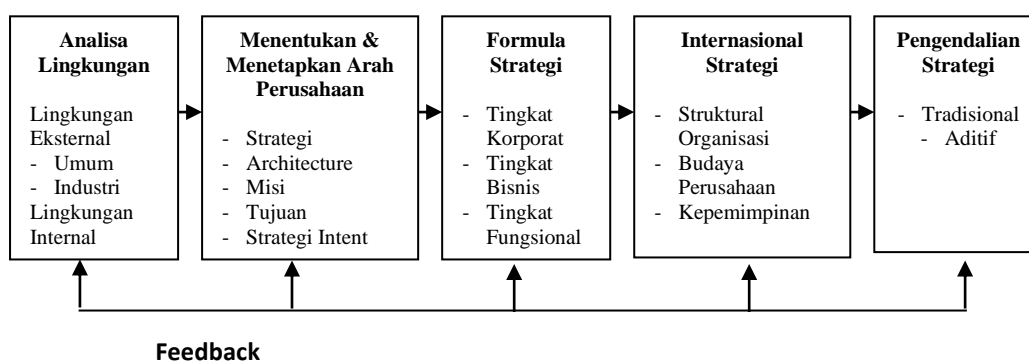 Analisa
Lingkungan
Lingkungan
Eksternal
- Umum
- Industri
Lingkungan
Internal
Menentukan &
Menetapkan Arah
Perusahaan
- Strategi
- Architecture
- Misi
- Tujuan
- Strategi Intent
Formula
Strategi
- Tingkat
Korporat
- Tingkat
Bisnis
- Tingkat
Fungsional
Internasional
Strategi
- Struktural
Organisasi
- Budaya
Perusahaan
- Kepemimpinan
Pengendalian
Strategi
- Tradisional
- Aditif
Feedback